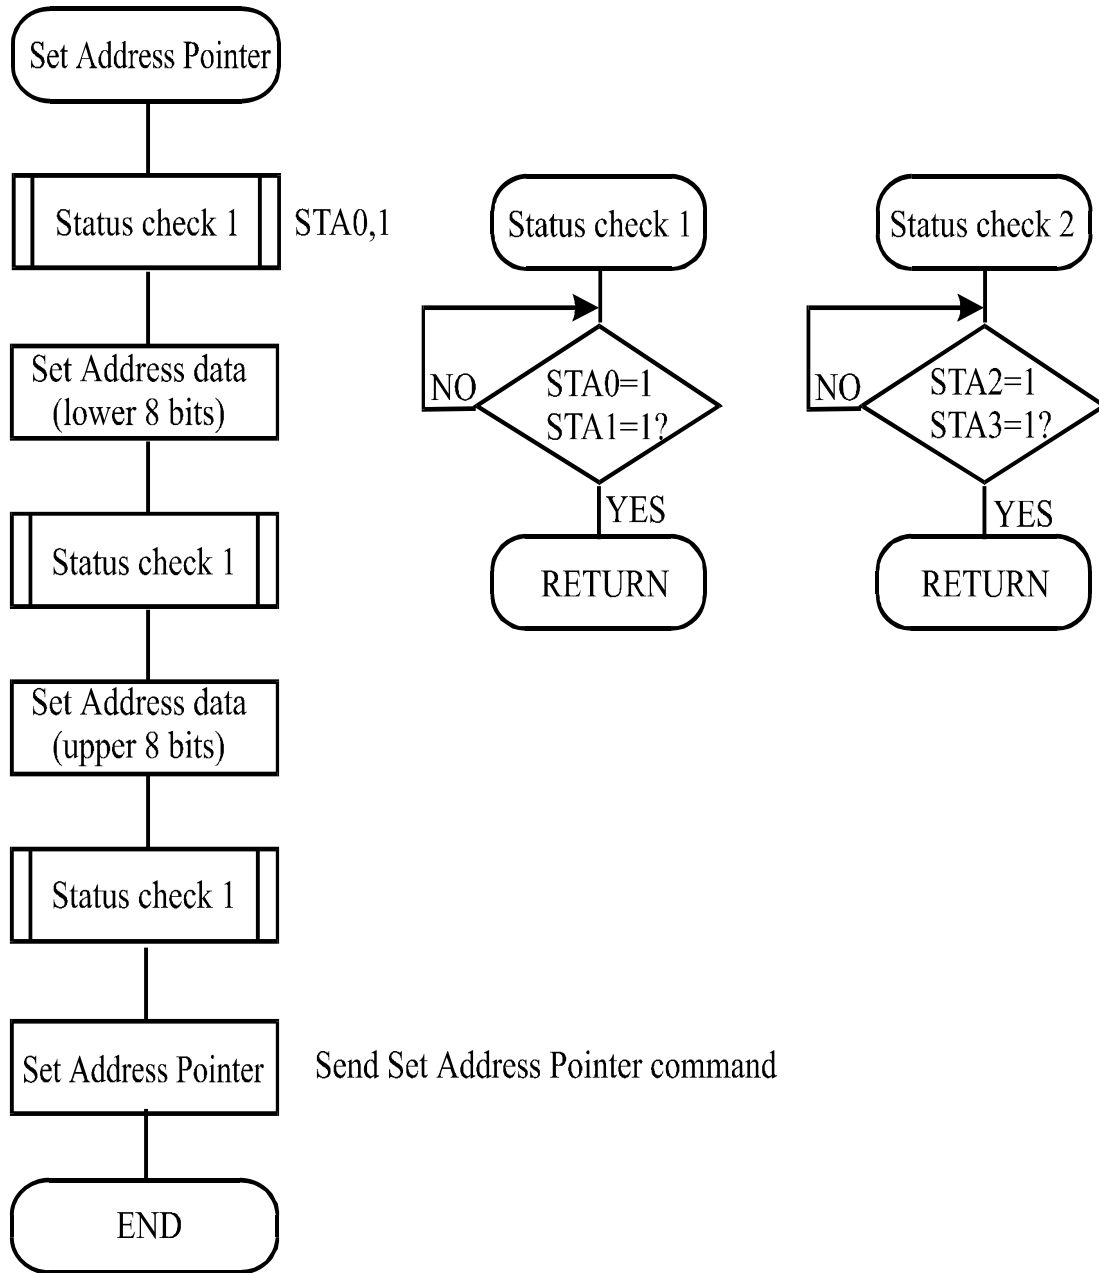 Set Address Pointer
Status check 1
STA0,1
Set Address data
(lower 8 bits)
Status check 1
Set Address data
(upper 8 bits)
Status check 1
Set Address Pointer
Send Set Address Pointer command
END
Status check 1
NO
STA0=1
STA1=1?
YES
RETURN
Status check 2
NO
STA2=1
STA3=1?
YES
RETURN